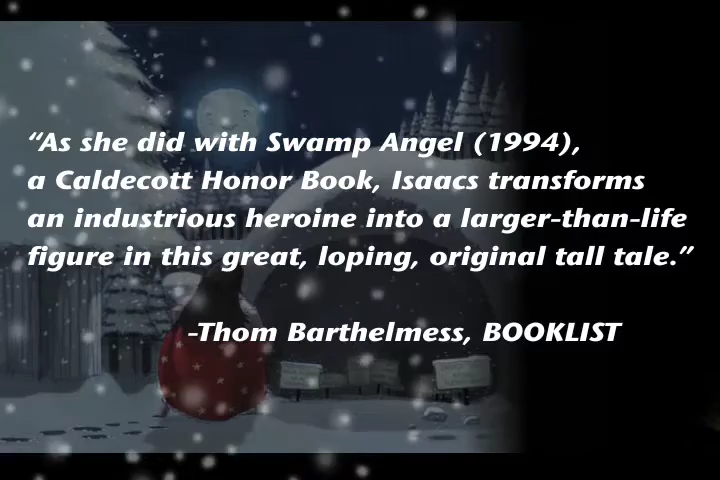 “As she did with Swamp Angel (1994),
a Caldecott Honor Book, Isaacs transforms
an industrious heroine into a larger-than-life
figure in this great, loping, original tall tale.”
-Thom Barthelmess, BOOKLIST